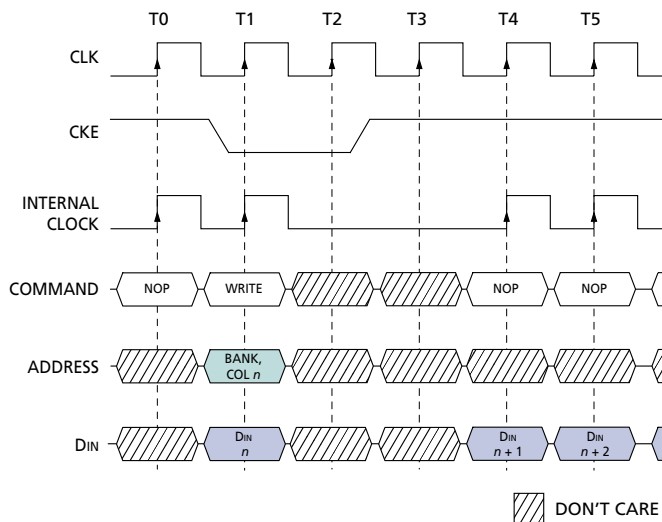 T0 T1 T2 T3 T4 T5
CLK
CKE
INTERNAL
CLOCK
COMMAND NOP WRITE NOP NOP
ADDRESS BANK,
COL n
DIN DIN
n DIN
n + 1 DIN
n + 2
DON'T CARE